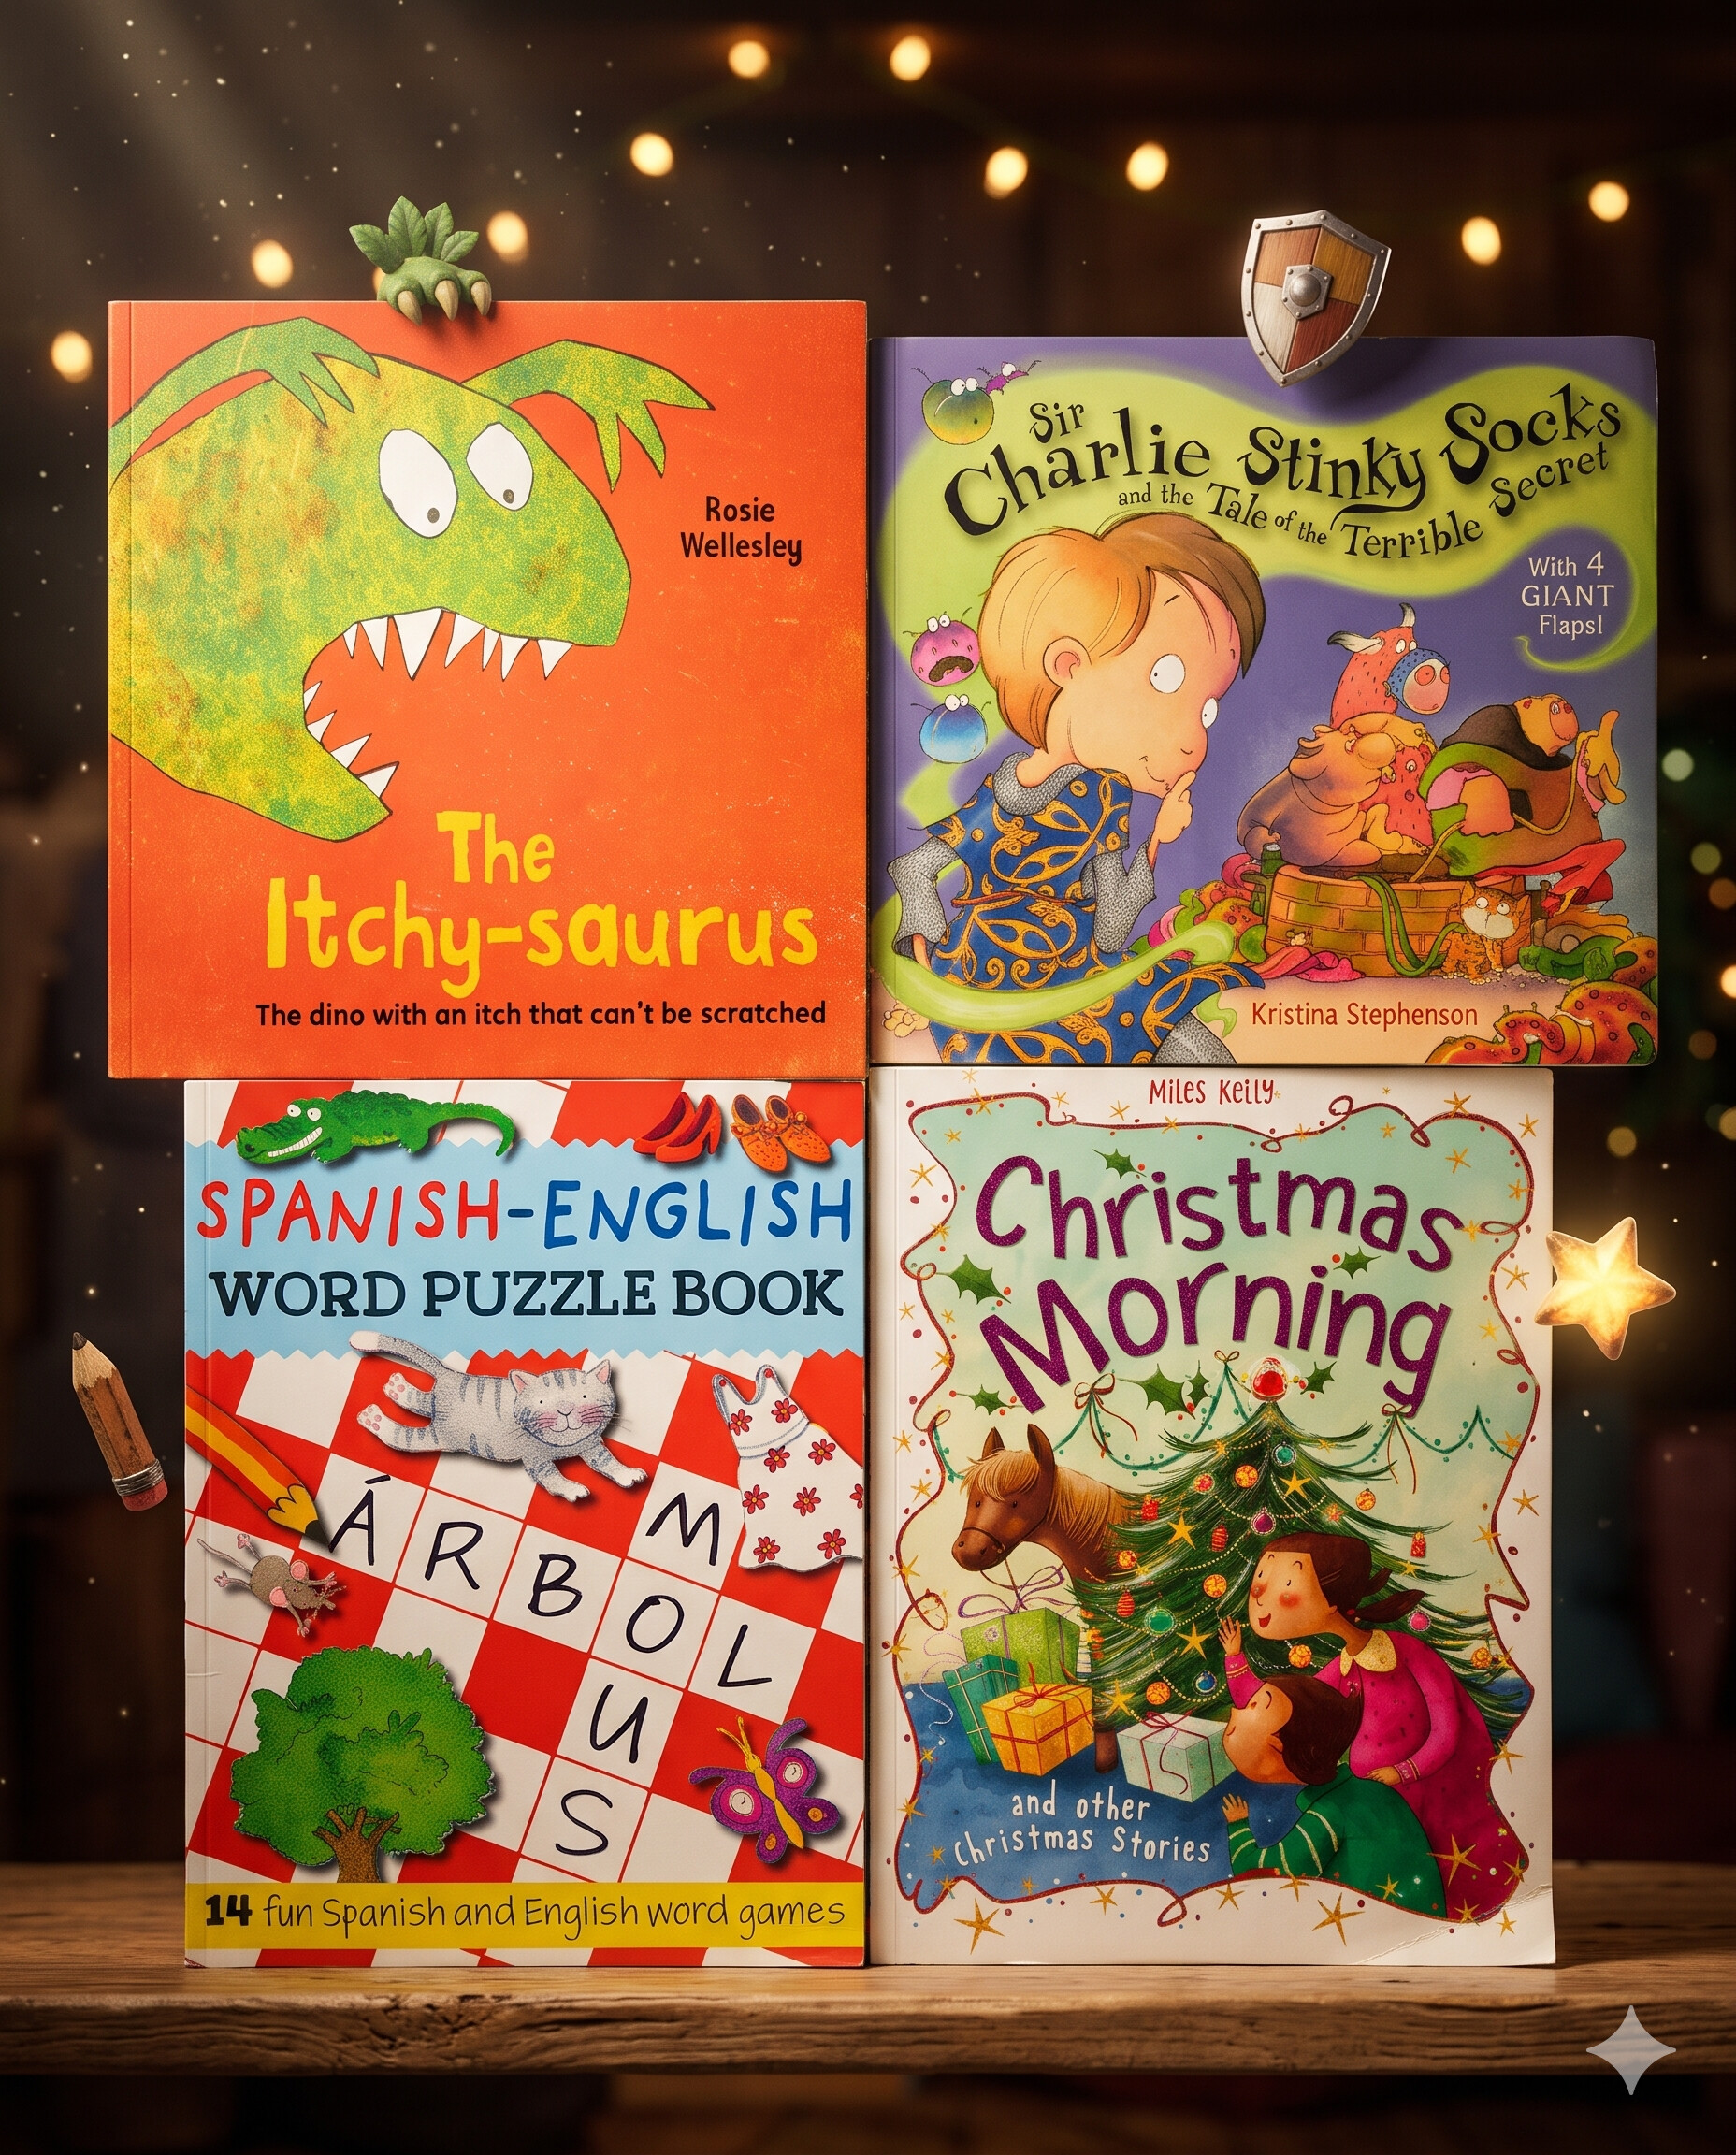 Rosie
Wellesley
The
Itchy-saurus
The dino with an itch that can't be scratched
Sir
Charlie Stinky Socks
and the Tale of the Terrible Secret
With 4
GIANT
Flaps!
Kristina Stephenson
SPANISH-ENGLISH
WORD PUZZLE BOOK
ÁRBOL
MOUS
14 fun Spanish and English word games
Miles Kelly
Christmas
Morning
and other
Christmas Stories